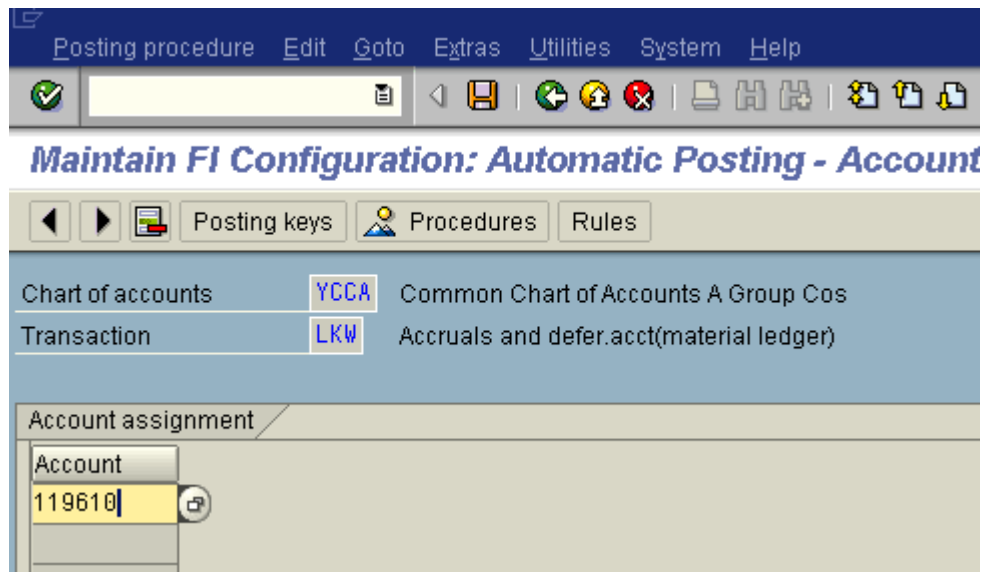 Posting procedure Edit Goto Extras Utilities System Help
Maintain FI Configuration: Automatic Posting - Account
Posting keys Procedures Rules
Chart of accounts YCCA Common Chart of Accounts A Group Cos
Transaction LKW Accruals and defer.acct(material ledger)
Account assignment
Account
119610